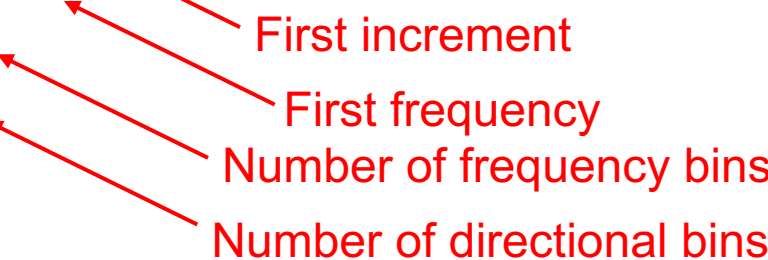 First increment
First frequency
Number of frequency bins
Number of directional bins